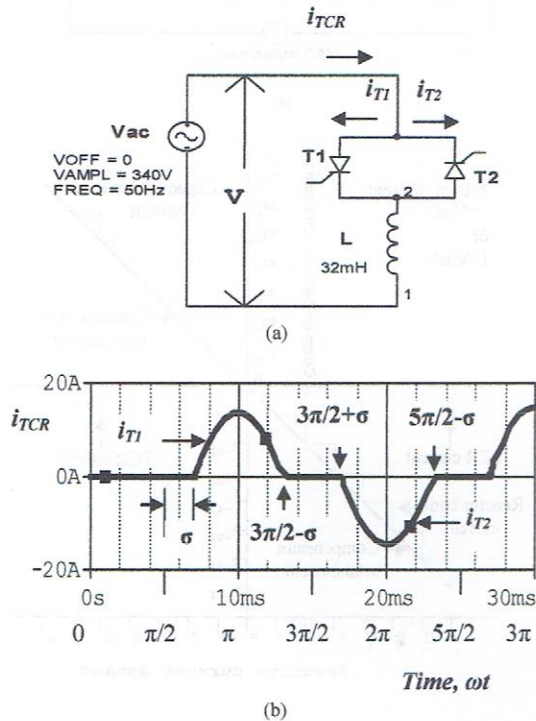 iTCR
iT1 iT2
Vac
VOFF = 0
VAMPL = 340V
FREQ = 50Hz
V
T1
T2
2
L
32mH
1
(a)
20A
iTCR
iT1
3π/2+σ
5π/2-σ
0A
σ
3π/2-σ
iT2
-20A
0s 10ms 20ms 30ms
0 π/2 π 3π/2 2π 5π/2 3π
Time, ωt
(b)